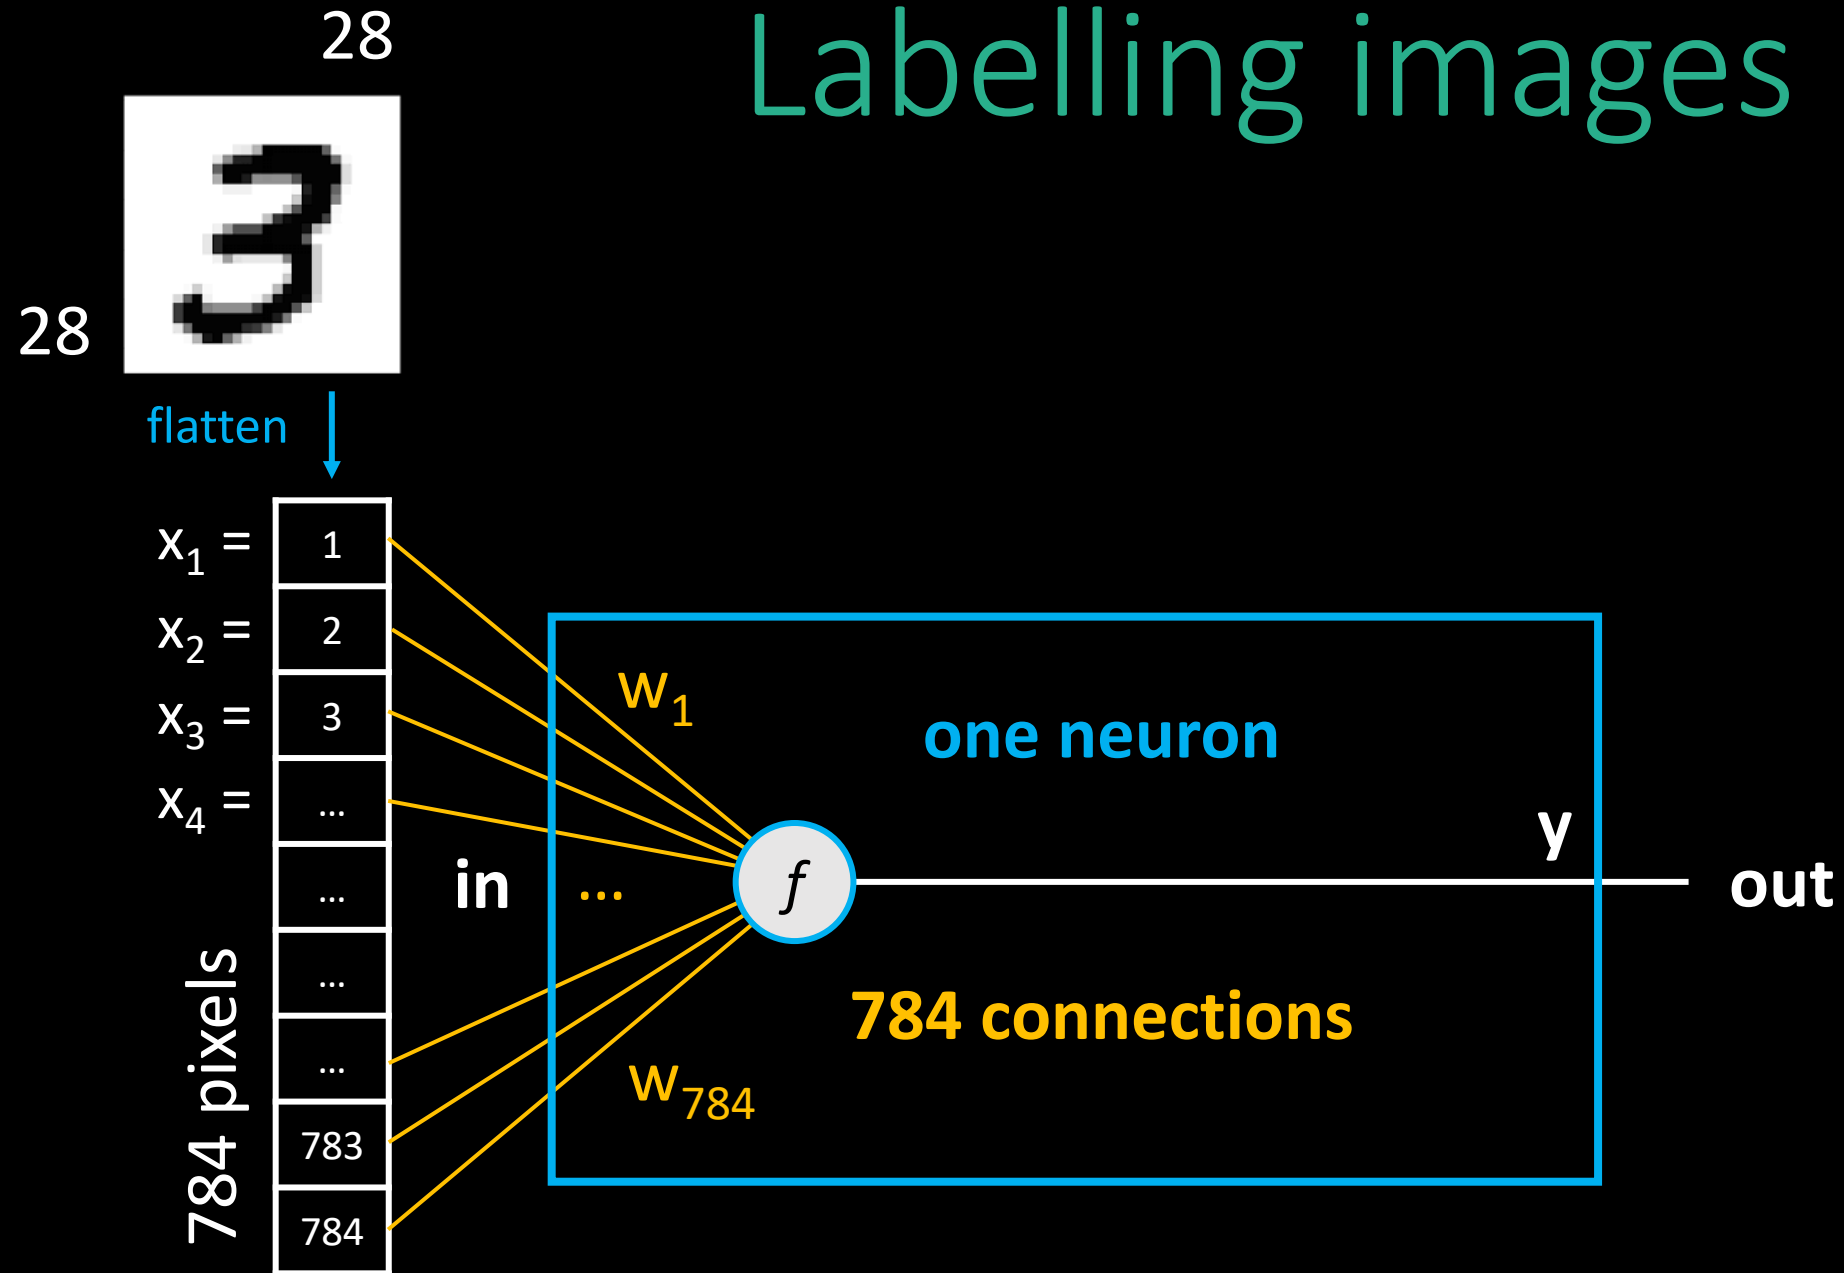 Labelling images
28
3
28
flatten
x₁ = 1
x₂ = 2
x₃ = 3
x₄ = ...
...
...
...
783
784
784 pixels
in
w₁
...
w₇₈₄
f
one neuron
784 connections
y
out